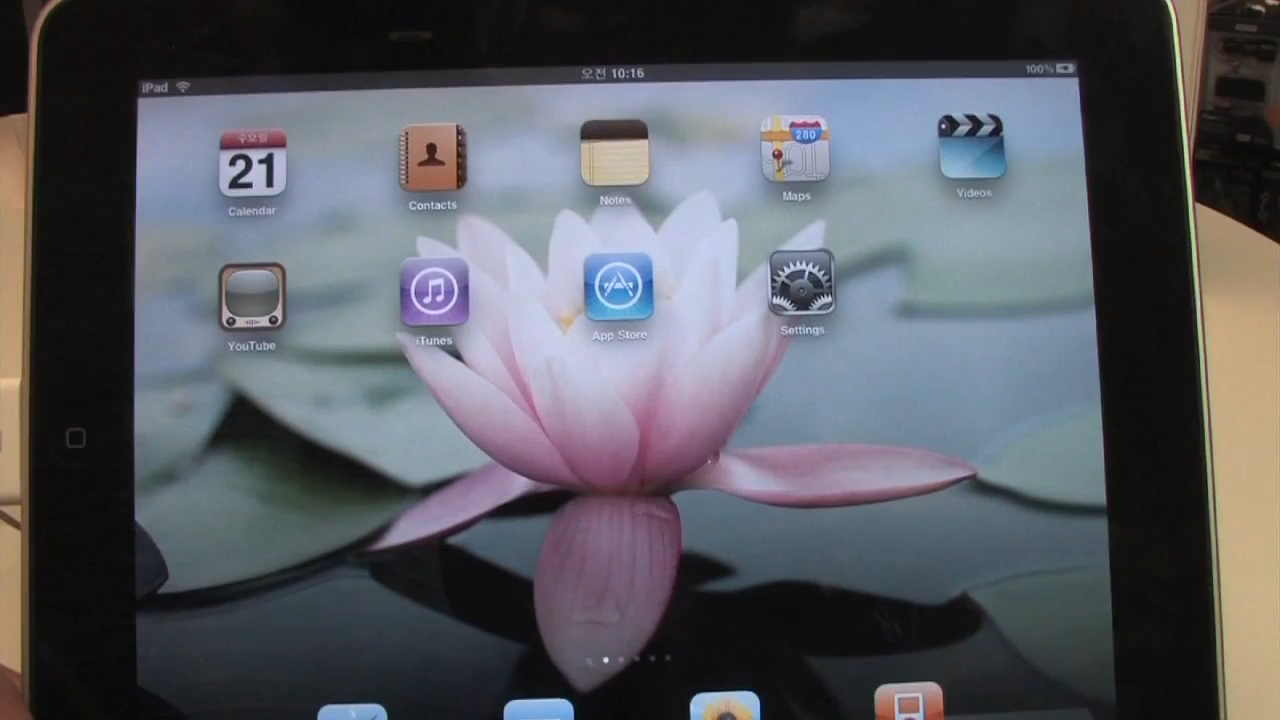 iPad
오전 10:16
100%
수요일
21
Calendar
Contacts
Notes
280
Maps
Videos
YouTube
iTunes
App Store
Settings